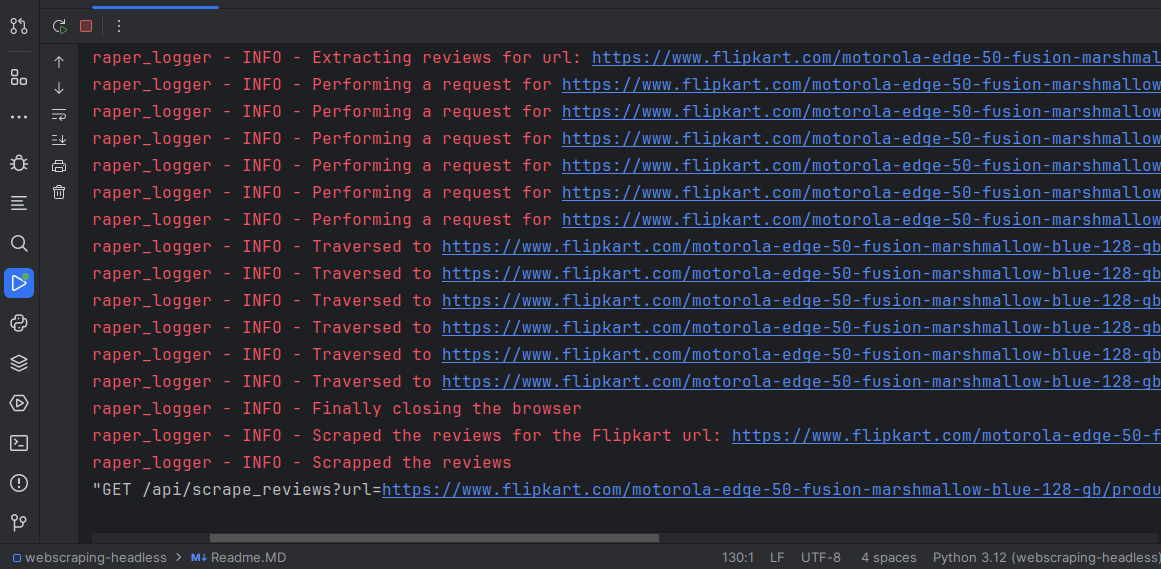 raper_logger - INFO - Extracting reviews for url: https://www.flipkart.com/motorola-edge-50-fusion-marshmal
raper_logger - INFO - Performing a request for https://www.flipkart.com/motorola-edge-50-fusion-marshmallow
raper_logger - INFO - Performing a request for https://www.flipkart.com/motorola-edge-50-fusion-marshmallow
raper_logger - INFO - Performing a request for https://www.flipkart.com/motorola-edge-50-fusion-marshmallow
raper_logger - INFO - Performing a request for https://www.flipkart.com/motorola-edge-50-fusion-marshmallow
raper_logger - INFO - Performing a request for https://www.flipkart.com/motorola-edge-50-fusion-marshmallow
raper_logger - INFO - Performing a request for https://www.flipkart.com/motorola-edge-50-fusion-marshmallow
raper_logger - INFO - Traversed to https://www.flipkart.com/motorola-edge-50-fusion-marshmallow-blue-128-gb
raper_logger - INFO - Traversed to https://www.flipkart.com/motorola-edge-50-fusion-marshmallow-blue-128-gb
raper_logger - INFO - Traversed to https://www.flipkart.com/motorola-edge-50-fusion-marshmallow-blue-128-gb
raper_logger - INFO - Traversed to https://www.flipkart.com/motorola-edge-50-fusion-marshmallow-blue-128-gb
raper_logger - INFO - Traversed to https://www.flipkart.com/motorola-edge-50-fusion-marshmallow-blue-128-gb
raper_logger - INFO - Traversed to https://www.flipkart.com/motorola-edge-50-fusion-marshmallow-blue-128-gb
raper_logger - INFO - Finally closing the browser
raper_logger - INFO - Scraped the reviews for the Flipkart url: https://www.flipkart.com/motorola-edge-50-f
raper_logger - INFO - Scrapped the reviews
"GET /api/scrape_reviews?url=https://www.flipkart.com/motorola-edge-50-fusion-marshmallow-blue-128-gb/produ
webscraping-headless > M↓ Readme.MD 130:1 LF UTF-8 4 spaces Python 3.12 (webscraping-headless)